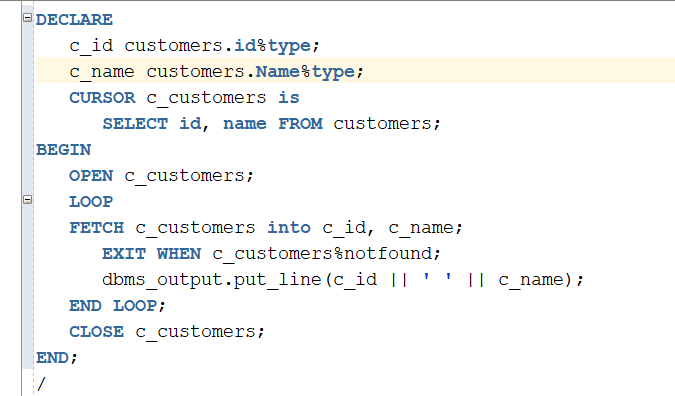 DECLARE
c_id customers.id%type;
c_name customers.Name%type;
CURSOR c_customers is
SELECT id, name FROM customers;
BEGIN
OPEN c_customers;
LOOP
FETCH c_customers into c_id, c_name;
EXIT WHEN c_customers%notfound;
dbms_output.put_line(c_id || ' ' || c_name);
END LOOP;
CLOSE c_customers;
END;
/